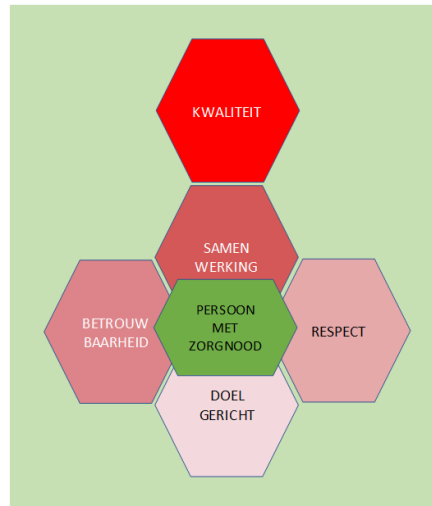 KWALITEIT
SAMEN
WERKING
BETROUW
BAARHEID
PERSOON
MET
ZORGNOOD
RESPECT
DOEL
GERICHT